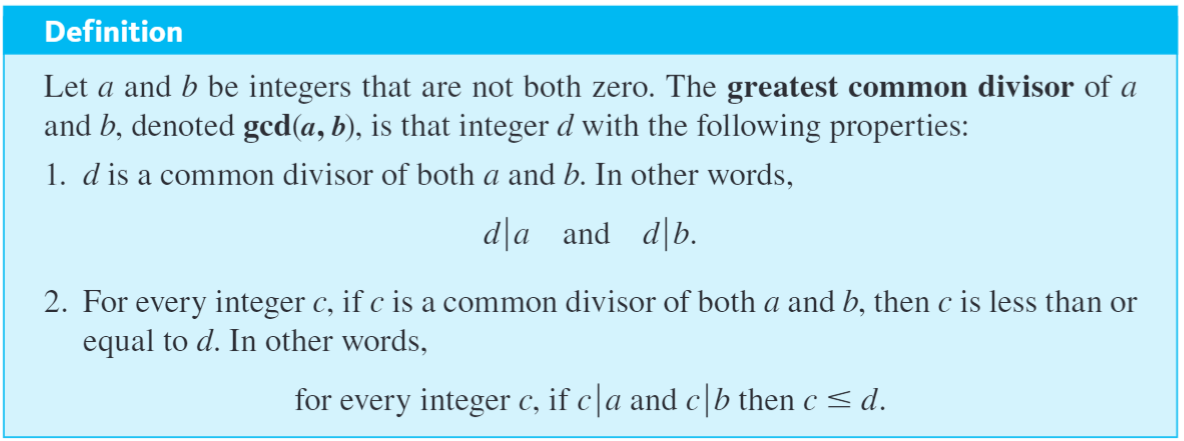 Definition
Let a and b be integers that are not both zero. The greatest common divisor of a
and b, denoted gcd(a, b), is that integer d with the following properties:
1. d is a common divisor of both a and b. In other words,
d|a and d|b.
2. For every integer c, if c is a common divisor of both a and b, then c is less than or
equal to d. In other words,
for every integer c, if c|a and c|b then c ≤ d.